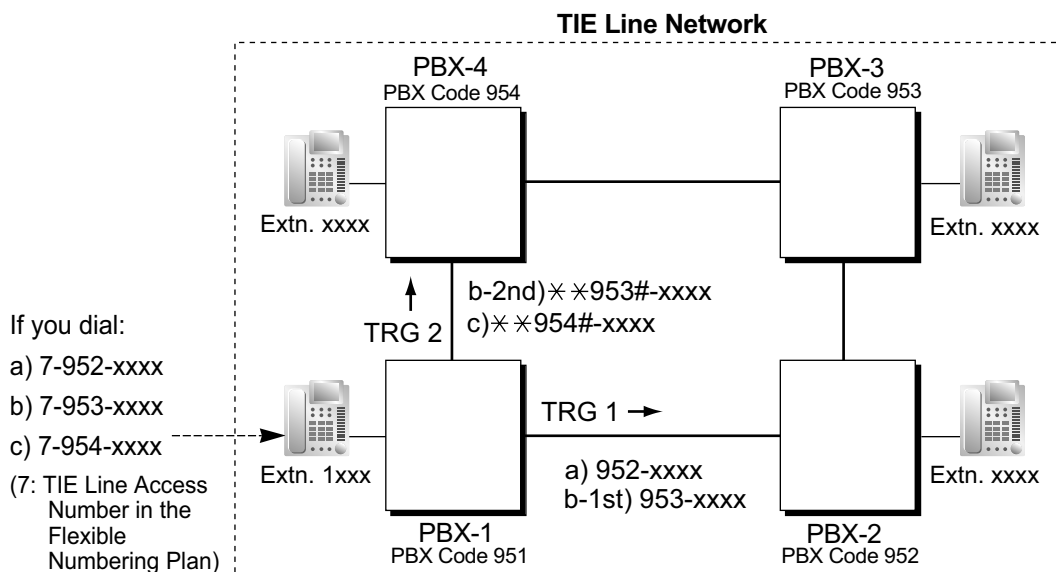 TIE Line Network
PBX-4
PBX Code 954
PBX-3
PBX Code 953
Extn. xxxx
Extn. xxxx
b-2nd)✳✳953#-xxxx
c)✳✳954#-xxxx
TRG 2
If you dial:
a) 7-952-xxxx
b) 7-953-xxxx
c) 7-954-xxxx
(7: TIE Line Access
Number in the
Flexible
Numbering Plan)
Extn. 1xxx
TRG 1
a) 952-xxxx
b-1st) 953-xxxx
Extn. xxxx
PBX-1
PBX Code 951
PBX-2
PBX Code 952